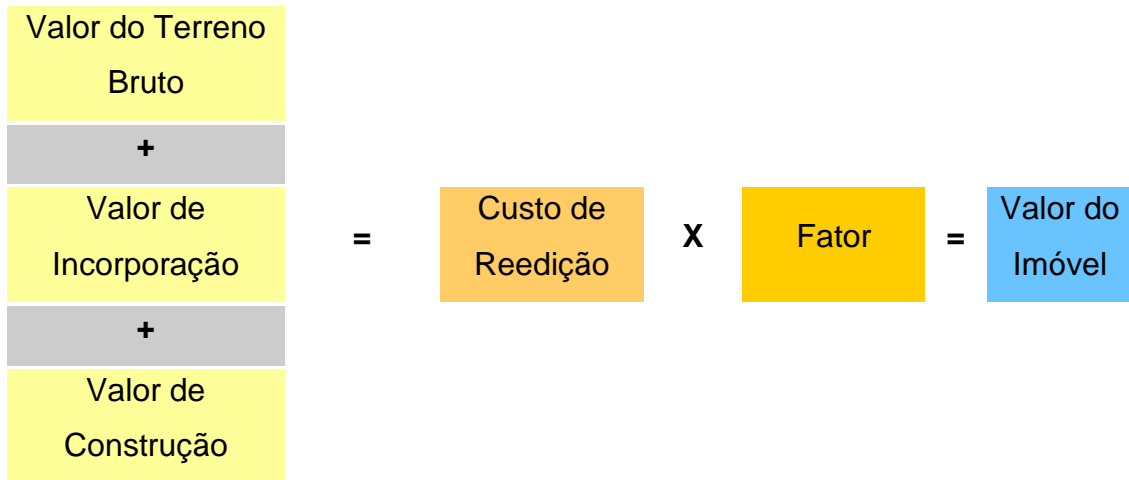 Valor do Terreno
Bruto
+
Valor de
Incorporação
+
Valor de
Construção
=
Custo de
Reedição
X
Fator
=
Valor do
Imóvel